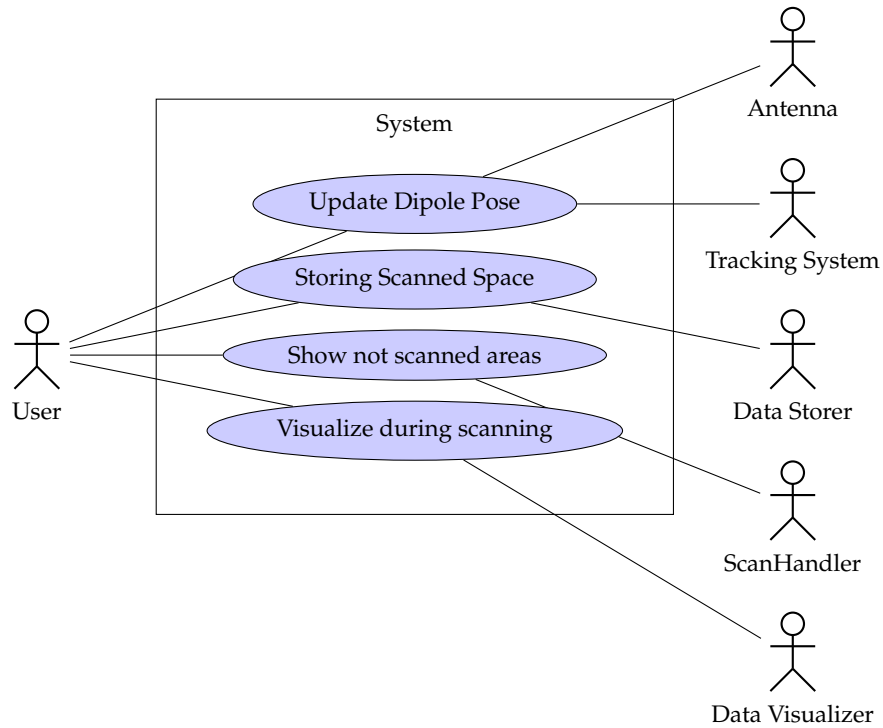 Antenna
System
Update Dipole Pose
Tracking System
Storing Scanned Space
Show not scanned areas
User
Data Storer
Visualize during scanning
ScanHandler
Data Visualizer